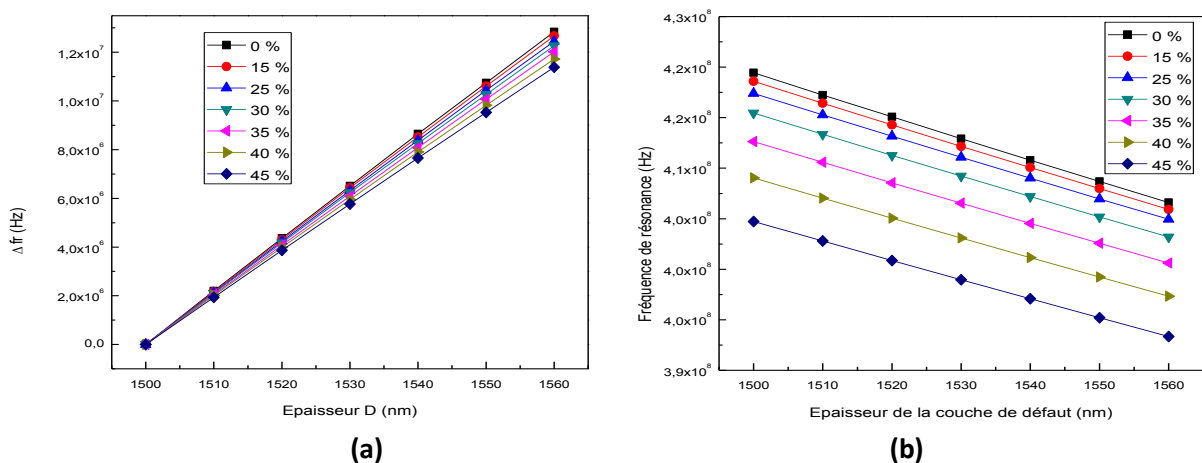 1,2x10⁷
1,0x10⁷
8,0x10⁶
6,0x10⁶
4,0x10⁶
2,0x10⁶
0,0
Δ fr (Hz)
0 %
15 %
25 %
30 %
35 %
40 %
45 %
1500 1510 1520 1530 1540 1550 1560
Epaisseur D (nm)
(a)
4,3x10⁸
4,2x10⁸
4,2x10⁸
4,1x10⁸
4,0x10⁸
4,0x10⁸
4,0x10⁸
3,9x10⁸
Fréquence de résonance (Hz)
0 %
15 %
25 %
30 %
35 %
40 %
45 %
1500 1510 1520 1530 1540 1550 1560
Epaisseur de la couche de défaut (nm)
(b)